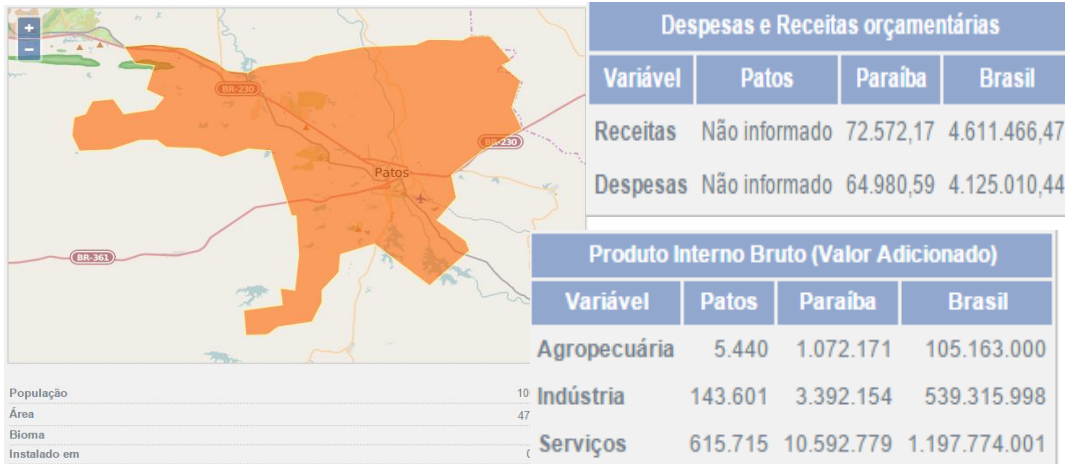 +
−
BR-230
BR-230
Patos
BR-361
População 10
Área 47
Bioma
Instalado em
Despesas e Receitas orçamentárias
Variável Patos Paraíba Brasil
Receitas Não informado 72.572,17 4.611.466,47
Despesas Não informado 64.980,59 4.125.010,44
Produto Interno Bruto (Valor Adicionado)
Variável Patos Paraíba Brasil
Agropecuária 5.440 1.072.171 105.163.000
Indústria 143.601 3.392.154 539.315.998
Serviços 615.715 10.592.779 1.197.774.001